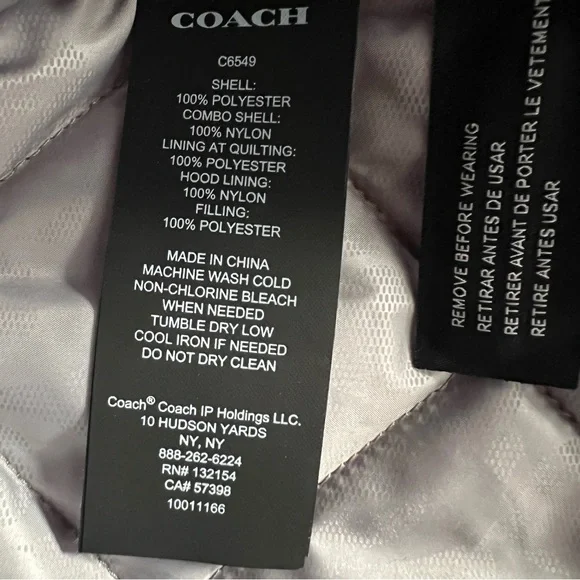 COACH
C6549
SHELL:
100% POLYESTER
COMBO SHELL:
100% NYLON
LINING AT QUILTING:
100% POLYESTER
HOOD LINING:
100% NYLON
FILLING:
100% POLYESTER
MADE IN CHINA
MACHINE WASH COLD
NON-CHLORINE BLEACH
WHEN NEEDED
TUMBLE DRY LOW
COOL IRON IF NEEDED
DO NOT DRY CLEAN
Coach® Coach IP Holdings LLC.
10 HUDSON YARDS
NY, NY
888-262-6224
RN# 132154
CA# 57398
10011166
REMOVE BEFORE WEARING
RETIRAR ANTES DE USAR
RETIRER AVANT DE PORTER LE VETEMENT
RETIRE ANTES USAR